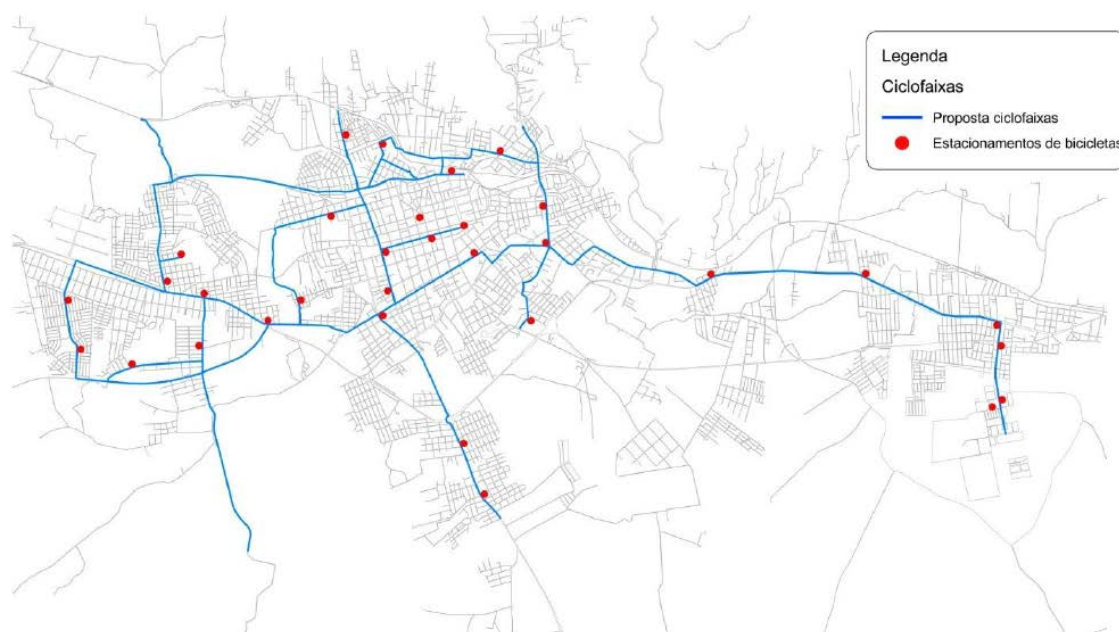 Legenda
Ciclofaixas
Proposta ciclofaixas
Estacionamentos de bicicletas